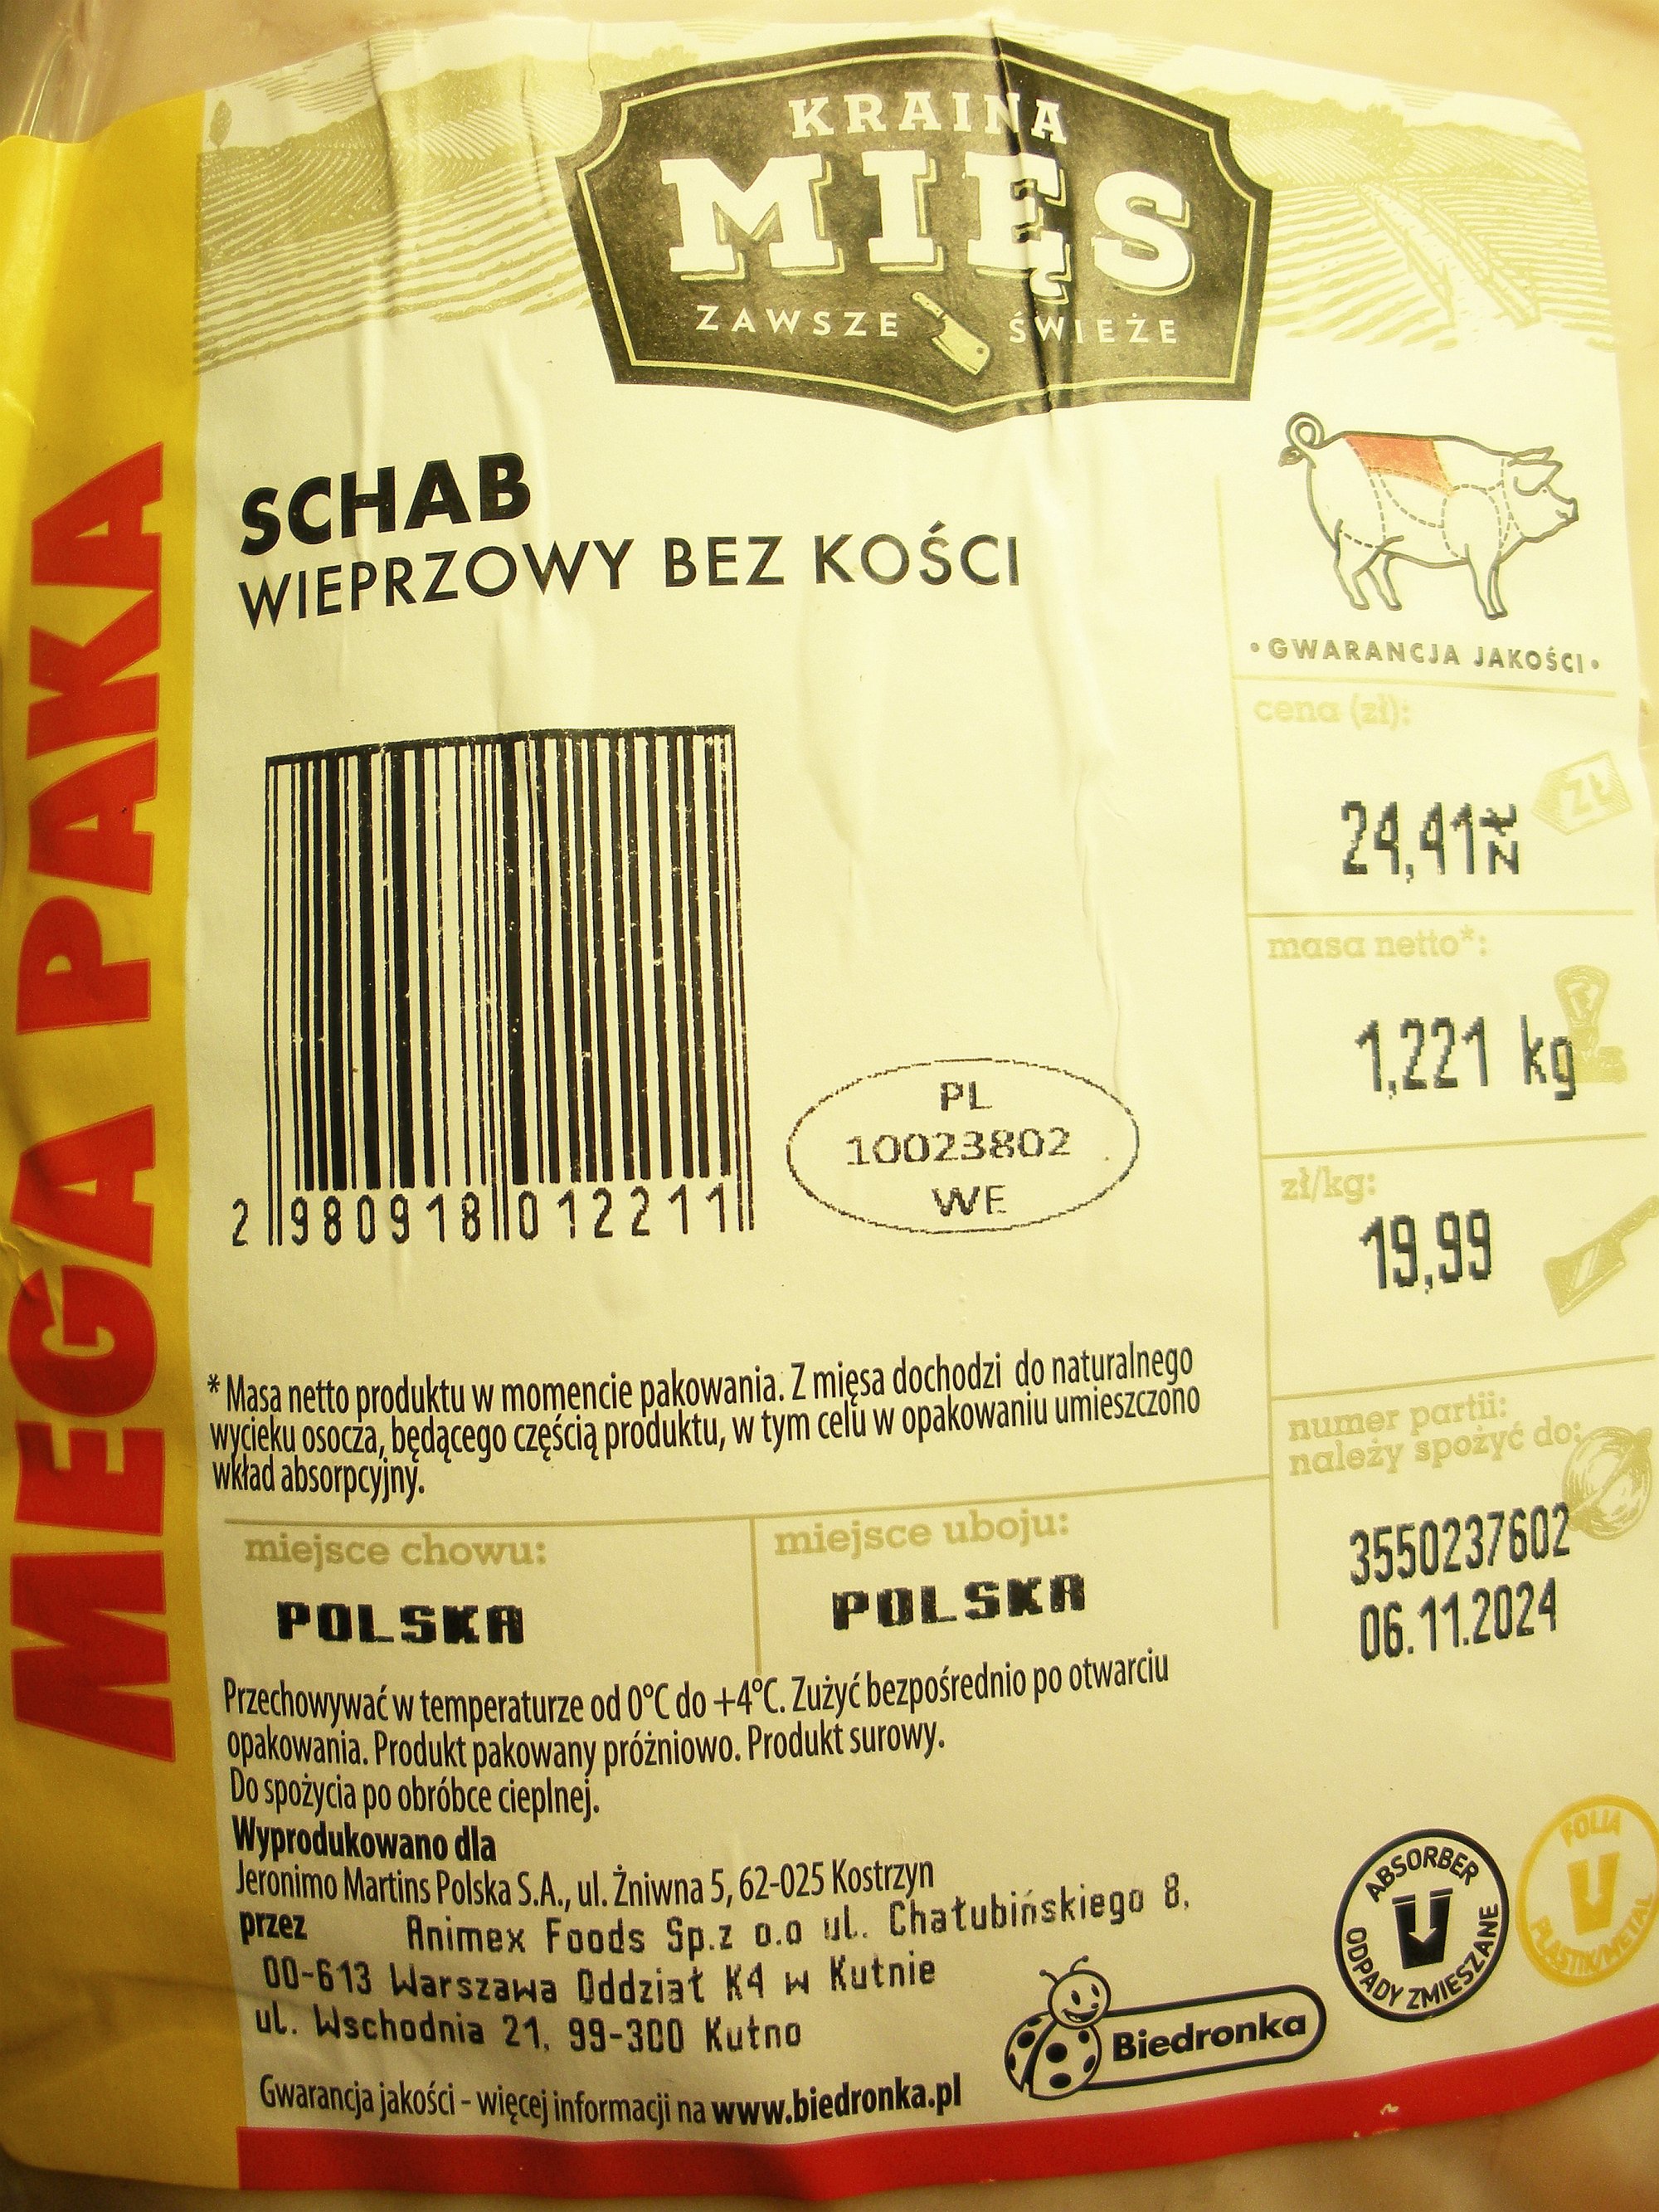 KRAINA
MIĘS
ZAWSZE ŚWIEŻE
MEGA PAKA
SCHAB
WIEPRZOWY BEZ KOŚCI
• GWARANCJA JAKOŚCI •
cena (zł):
ZŁ
24,41zł
masa netto*:
1,221 kg
zł/kg:
19,99
numer partii:
należy spożyć do:
3550237602
06.11.2024
2 980918 012211
PL
10023802
WE
* Masa netto produktu w momencie pakowania. Z mięsa dochodzi do naturalnego
wycieku osocza, będącego częścią produktu, w tym celu w opakowaniu umieszczono
wkład absorpcyjny.
miejsce chowu:
POLSKA
miejsce uboju:
POLSKA
Przechowywać w temperaturze od 0°C do +4°C. Zużyć bezpośrednio po otwarciu
opakowania. Produkt pakowany próżniowo. Produkt surowy.
Do spożycia po obróbce cieplnej.
Wyprodukowano dla
Jeronimo Martins Polska S.A., ul. Żniwna 5, 62-025 Kostrzyn
przez Animex Foods Sp.z o.o ul. Chałubińskiego 8,
00-613 Warszawa Oddział K4 w Kutnie
ul. Wschodnia 21, 99-300 Kutno
Gwarancja jakości - więcej informacji na www.biedronka.pl
Biedronka
ABSORBER
ODPADY ZMIESZANE
FOLIA
PLASTIK/METAL